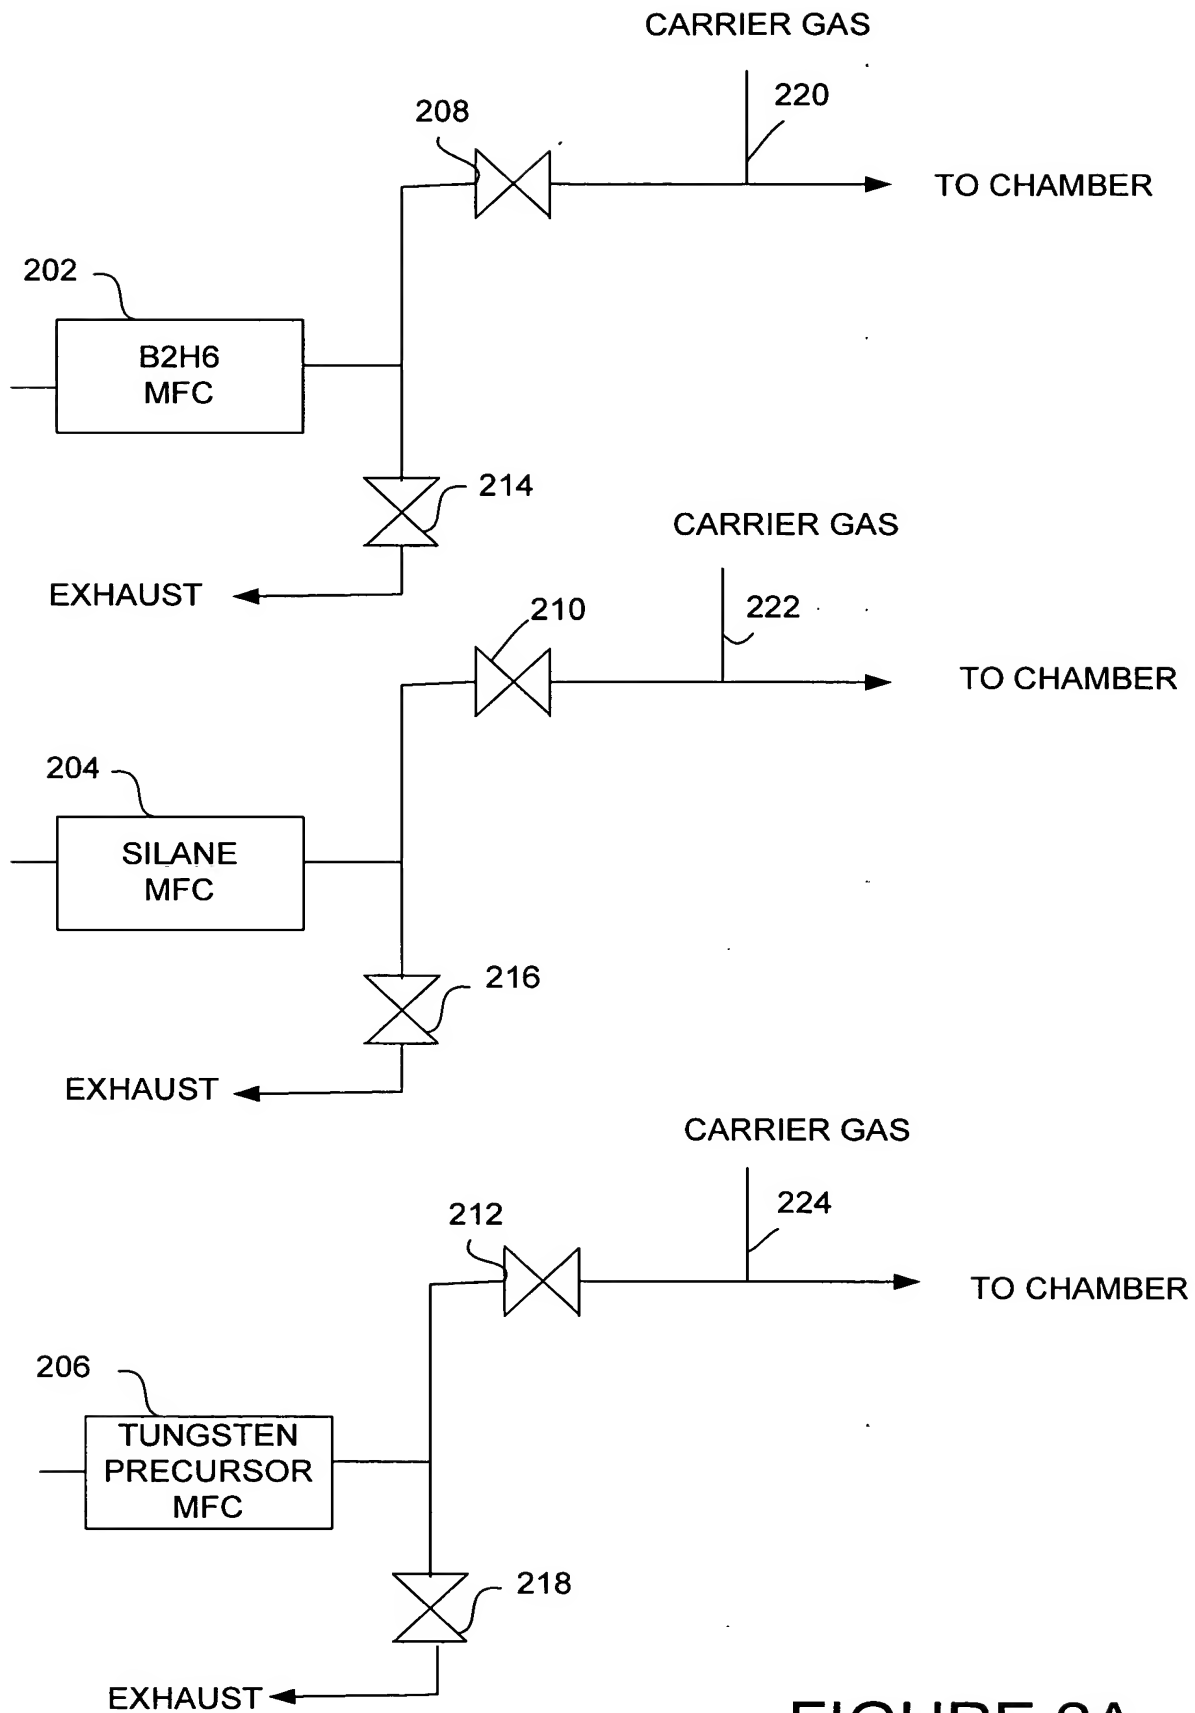 CARRIER GAS
220
208
TO CHAMBER
202
B2H6
MFC
214
CARRIER GAS
EXHAUST
210
222
TO CHAMBER
204
SILANE
MFC
216
EXHAUST
CARRIER GAS
224
212
TO CHAMBER
206
TUNGSTEN
PRECURSOR
MFC
218
EXHAUST